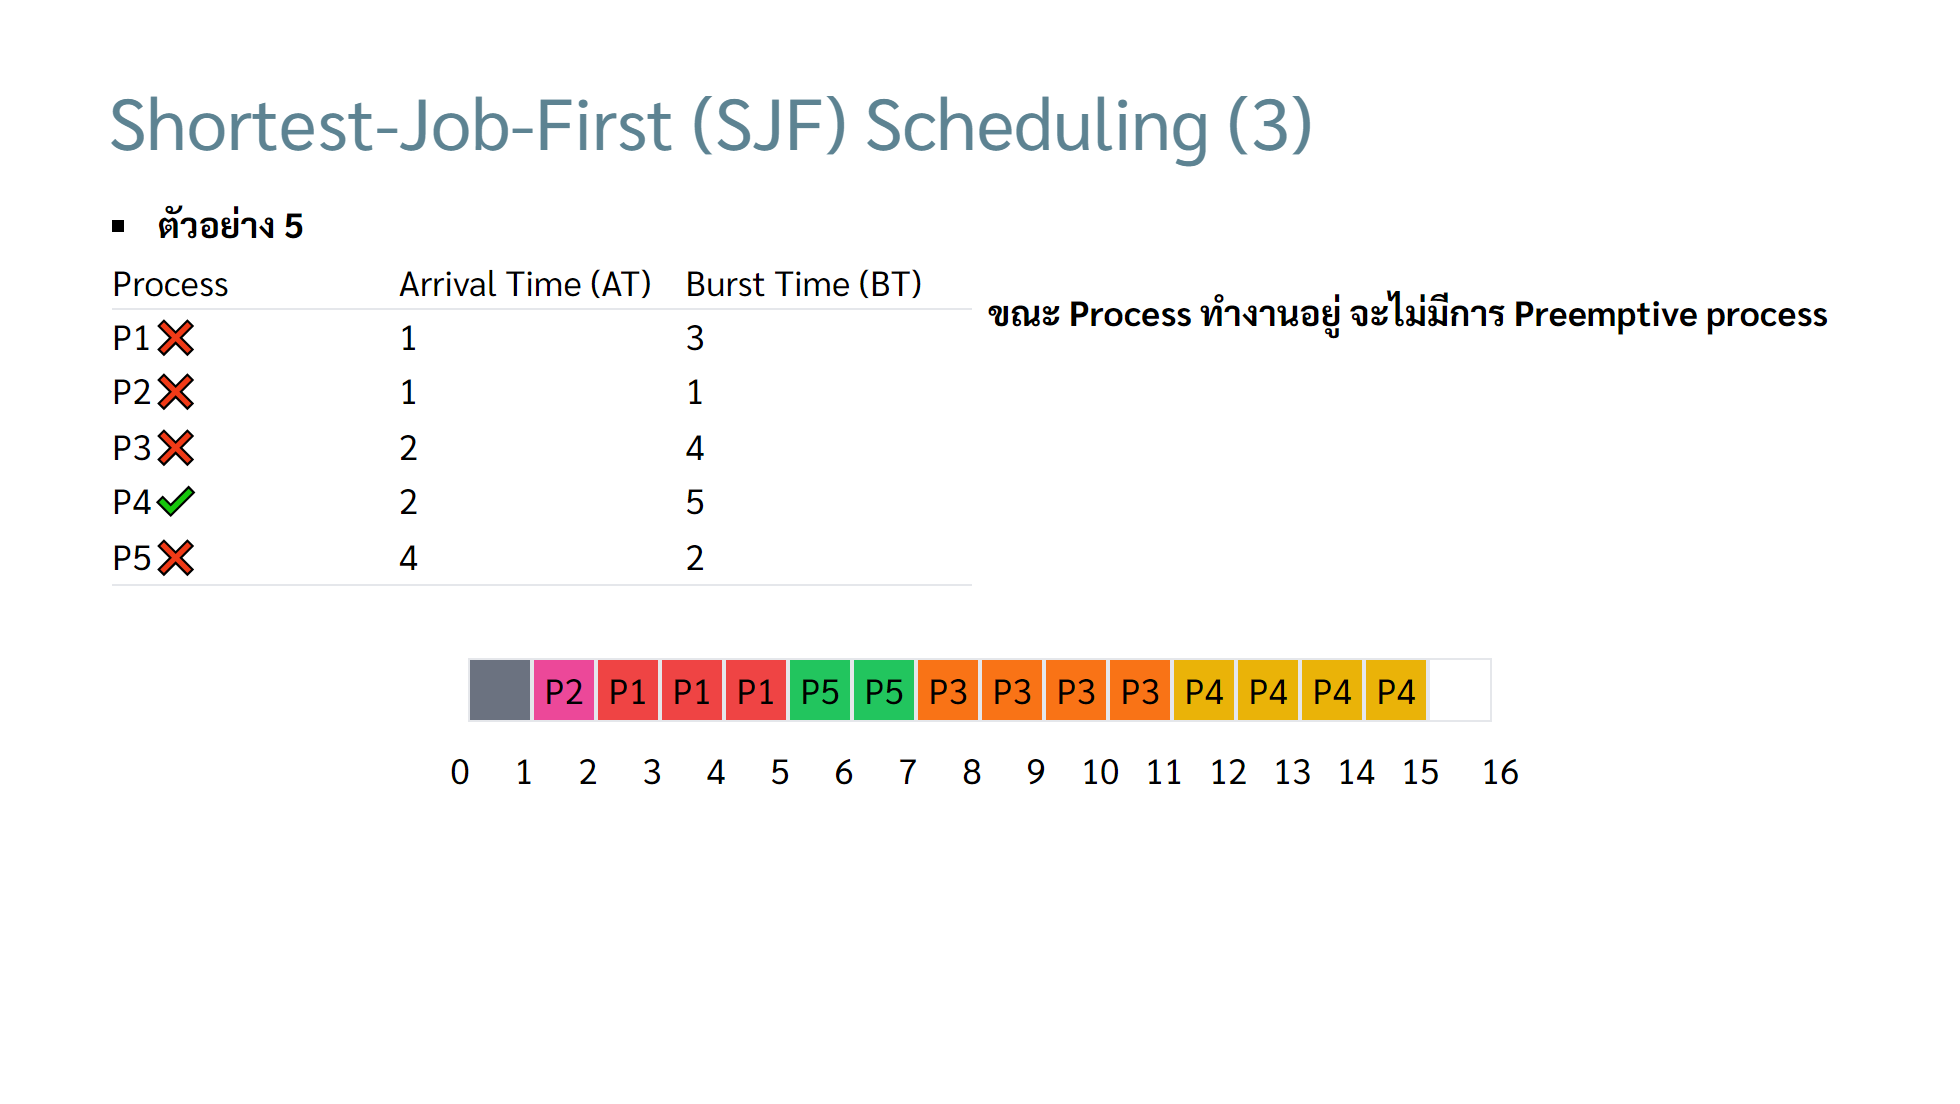 Shortest-Job-First (SJF) Scheduling (3)
▪ ตัวอย่าง 5
Process Arrival Time (AT) Burst Time (BT)
ขณะ Process ทำงานอยู่ จะไม่มีการ Preemptive process
P1 ❌ 1 3
P2 ❌ 1 1
P3 ❌ 2 4
P4 ✔ 2 5
P5 ❌ 4 2
P2 P1 P1 P1 P5 P5 P3 P3 P3 P3 P4 P4 P4 P4
0 1 2 3 4 5 6 7 8 9 10 11 12 13 14 15 16